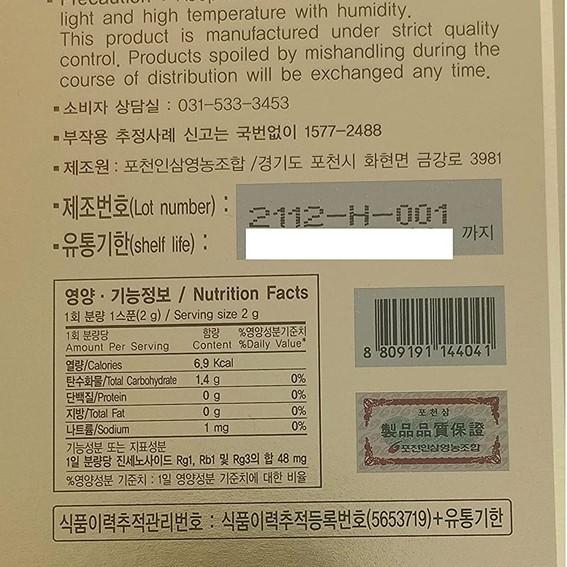 light and high temperature with humidity.
This product is manufactured under strict quality
control. Products spoiled by mishandling during the
course of distribution will be exchanged any time.
▪ 소비자 상담실 : 031-533-3453
▪ 부작용 추정사례 신고는 국번없이 1577-2488
▪ 제조원 : 포천인삼영농조합 /경기도 포천시 화현면 금강로 3981
▪ 제조번호(Lot number) : 2112-H-001
▪ 유통기한(shelf life) : 까지
영양 · 기능정보 / Nutrition Facts
1회 분량 1스푼(2 g) / Serving size 2 g
1회 분량당 함량 %영양성분기준치
Amount Per Serving Content %Daily Value*
열량/Calories 6.9 Kcal
탄수화물/Total Carbohydrate 1.4 g 0%
단백질/Protein 0 g 0%
지방/Total Fat 0 g 0%
나트륨/Sodium 1 mg 0%
기능성분 또는 지표성분
1일 분량당 진세노사이드 Rg1, Rb1 및 Rg3의 합 48 mg
%영양성분 기준치 : 1일 영양성분 기준치에 대한 비율
8 809191 144041
포천삼
製品品質保證
포천인삼영농조합
식품이력추적관리번호 : 식품이력추적등록번호(5653719)+유통기한